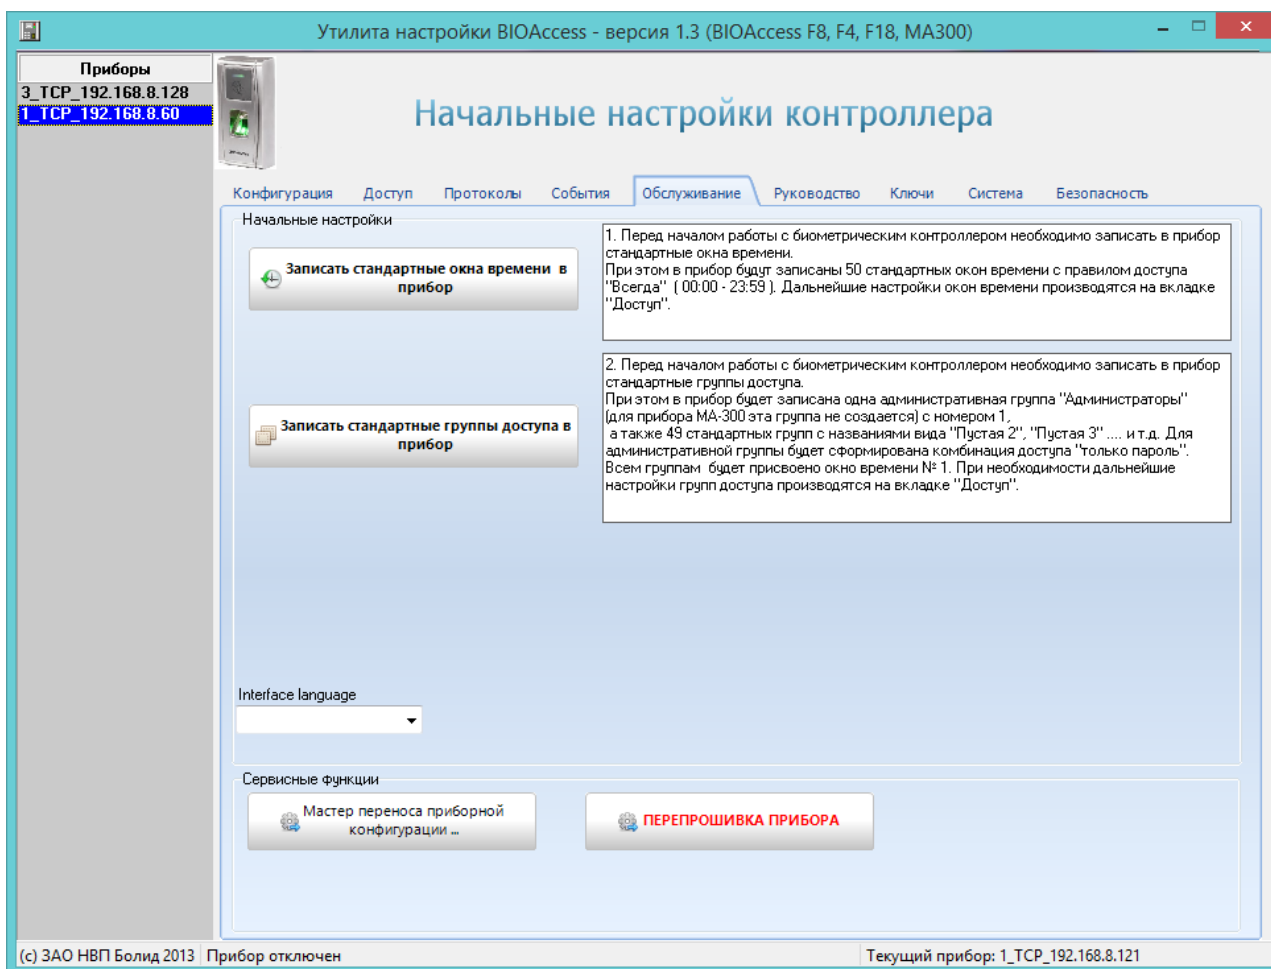 Утилита настройки BIOAccess - версия 1.3 (BIOAccess F8, F4, F18, MA300)
Приборы
3_TCP_192.168.8.128
1_TCP_192.168.8.60
Начальные настройки контроллера
Конфигурация Доступ Протоколы События Обслуживание Руководство Ключи Система Безопасность
Начальные настройки
Записать стандартные окна времени в
прибор
1. Перед началом работы с биометрическим контроллером необходимо записать в прибор
стандартные окна времени.
При этом в прибор будут записаны 50 стандартных окон времени с правилом доступа
"Всегда" ( 00:00 - 23:59 ). Дальнейшие настройки окон времени производятся на вкладке
"Доступ".
Записать стандартные группы доступа в
прибор
2. Перед началом работы с биометрическим контроллером необходимо записать в прибор
стандартные группы доступа.
При этом в прибор будет записана одна административная группа "Администраторы"
(для прибора МА-300 эта группа не создается) с номером 1,
а также 49 стандартных групп с названиями вида "Пустая 2", "Пустая 3" .... и т.д. Для
административной группы будет сформирована комбинация доступа "только пароль".
Всем группам будет присвоено окно времени № 1. При необходимости дальнейшие
настройки групп доступа производятся на вкладке "Доступ".
Interface language
Сервисные функции
Мастер переноса приборной
конфигурации ...
ПЕРЕПРОШИВКА ПРИБОРА
(с) ЗАО НВП Болид 2013 Прибор отключен Текущий прибор: 1_TCP_192.168.8.121